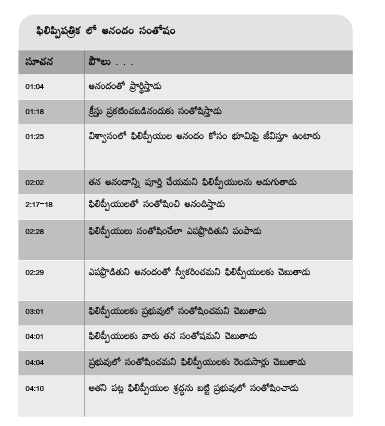 ఫిలిప్పిపత్రిక లో ఆనందం సంతోషం
సూచన పౌలు . . .
01:04 ఆనందంతో ప్రార్థిస్తాడు
01:18 క్రీస్తు ప్రకటించబడినందుకు సంతోషిస్తాడు
01:25 విశ్వాసంలో ఫిలిప్పీయుల ఆనందం కోసం భూమిపై జీవిస్తూ ఉంటారు
02:02 తన ఆనందాన్ని పూర్తి చేయమని ఫిలిప్పీయులను అడుగుతాడు
2:17-18 ఫిలిప్పీయులతో సంతోషించి ఆనందిస్తాడు
02:28 ఫిలిప్పీయులు సంతోషించేలా ఎపఫ్రొదితుని పంపాడు
02:29 ఎపఫ్రొడితుని ఆనందంతో స్వీకరించమని ఫిలిప్పీయులకు చెబుతాడు
03:01 ఫిలిప్పీయులకు ప్రభువులో సంతోషించమని చెబుతాడు
04:01 ఫిలిప్పీయులకు వారు తన సంతోషమని చెబుతాడు
04:04 ప్రభువులో సంతోషించమని ఫిలిప్పీయులకు రెండుసార్లు చెబుతాడు
04:10 అతని పట్ల ఫిలిప్పీయుల శ్రద్ధను బట్టి ప్రభువులో సంతోషించాడు